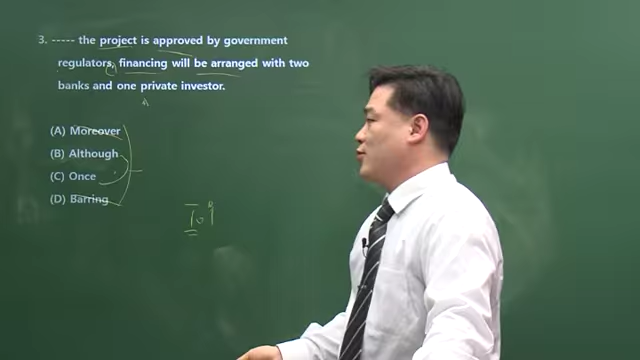 3. ----- the project is approved by government
regulators, financing will be arranged with two
banks and one private investor.
(A) Moreover
(B) Although
(C) Once
(D) Barring